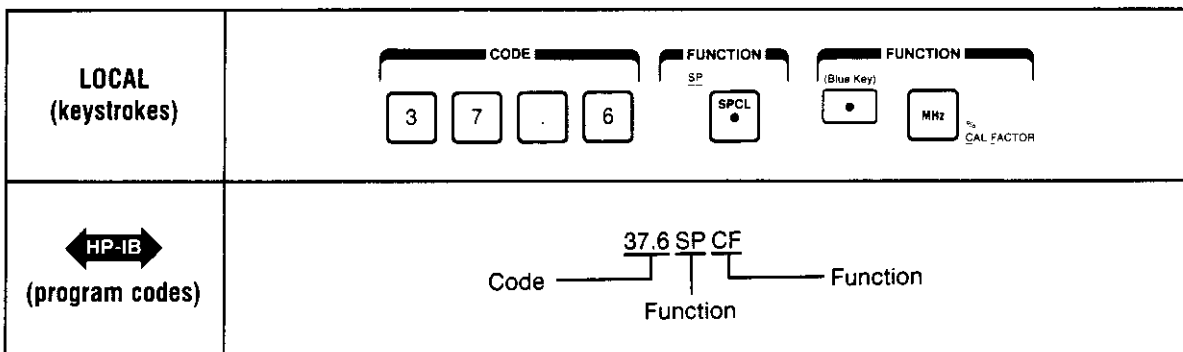 LOCAL
(keystrokes)
CODE FUNCTION FUNCTION
SP (Blue Key)
3 7 . 6 SPCL MHz %
CAL FACTOR
HP-IB
(program codes)
37.6 SP CF
Code Function
Function